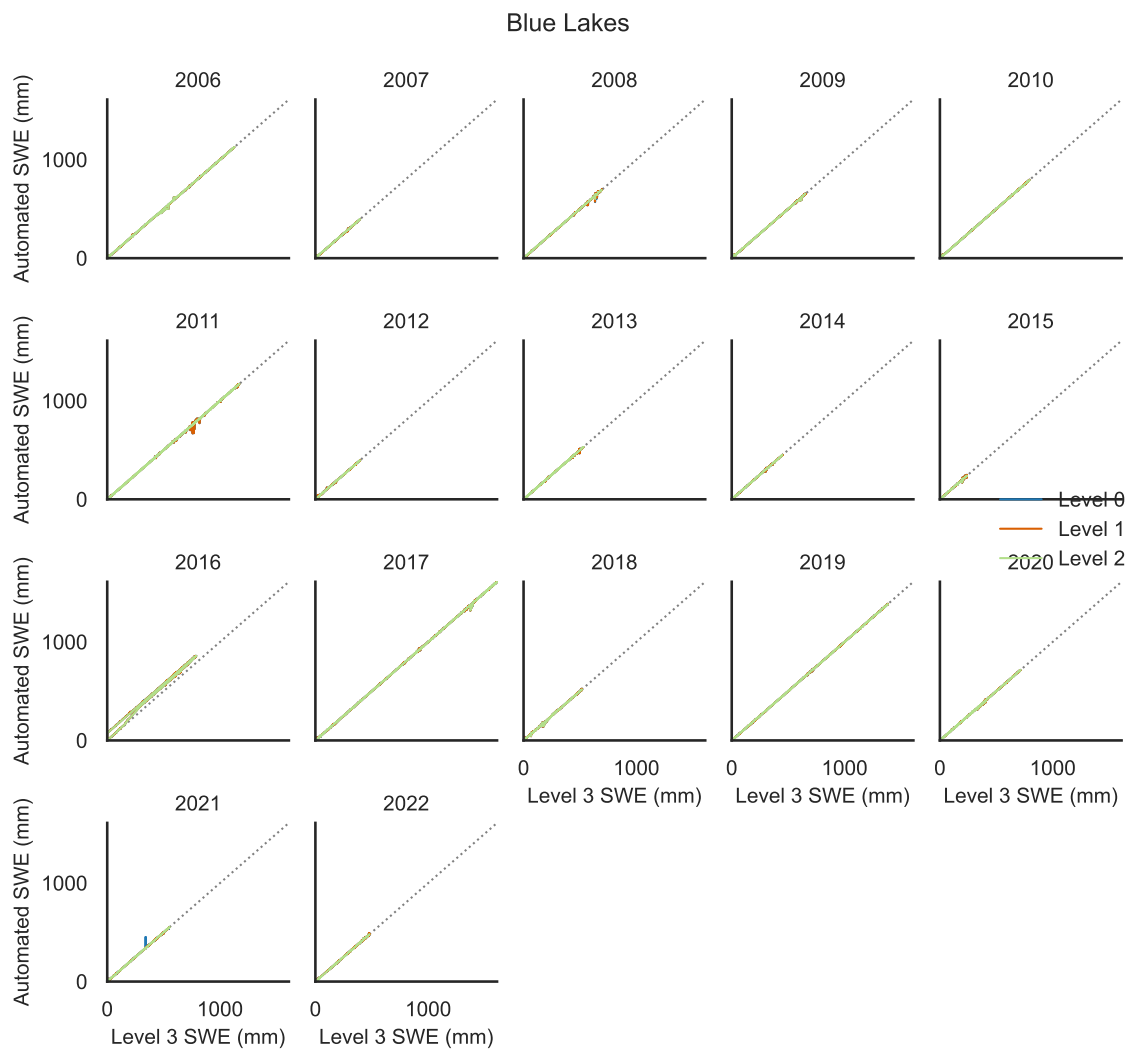 Blue Lakes
2006 2007 2008 2009 2010
Automated SWE (mm)
1000
0
2011 2012 2013 2014 2015
Automated SWE (mm)
1000
0
Level 0
Level 1
Level 2
2016 2017 2018 2019 2020
Automated SWE (mm)
1000
0
0 1000 0 1000 0 1000
Level 3 SWE (mm) Level 3 SWE (mm) Level 3 SWE (mm)
2021 2022
Automated SWE (mm)
1000
0
0 1000 0 1000
Level 3 SWE (mm) Level 3 SWE (mm)